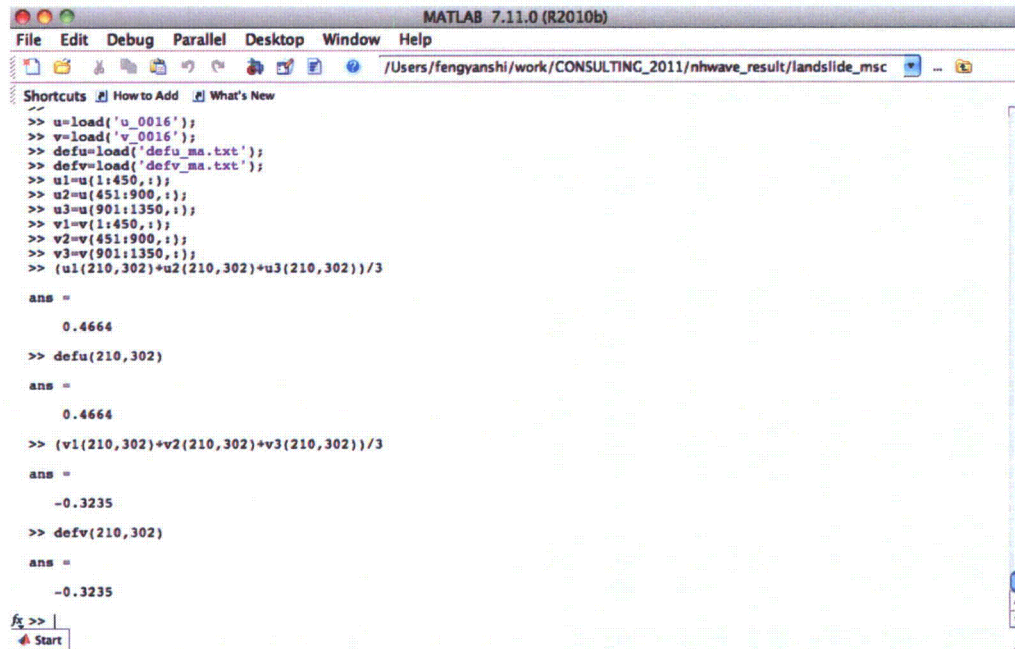 MATLAB 7.11.0 (R2010b)
File Edit Debug Parallel Desktop Window Help
/Users/fengyanshi/work/CONSULTING_2011/nhwave_result/landslide_msc ...
Shortcuts How to Add What's New
>>
>> u=load('u_0016');
>> v=load('v_0016');
>> defu=load('defu_ma.txt');
>> defv=load('defv_ma.txt');
>> u1=u(1:450,:);
>> u2=u(451:900,:);
>> u3=u(901:1350,:);
>> v1=v(1:450,:);
>> v2=v(451:900,:);
>> v3=v(901:1350,:);
>> (u1(210,302)+u2(210,302)+u3(210,302))/3
ans =
0.4664
>> defu(210,302)
ans =
0.4664
>> (v1(210,302)+v2(210,302)+v3(210,302))/3
ans =
-0.3235
>> defv(210,302)
ans =
-0.3235
fx >>
Start